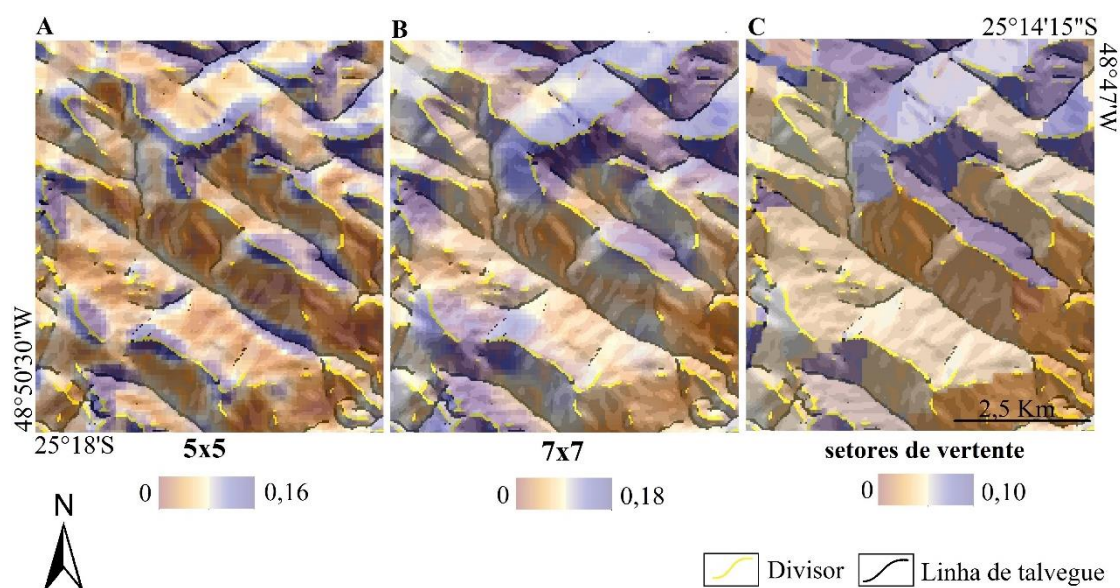 A
B
C
25°14'15"S
48°47'W
48°50'30"W
25°18'S
5x5
7x7
2,5 Km
setores de vertente
0
0,16
0
0,18
0
0,10
N
Divisor
Linha de talvegue